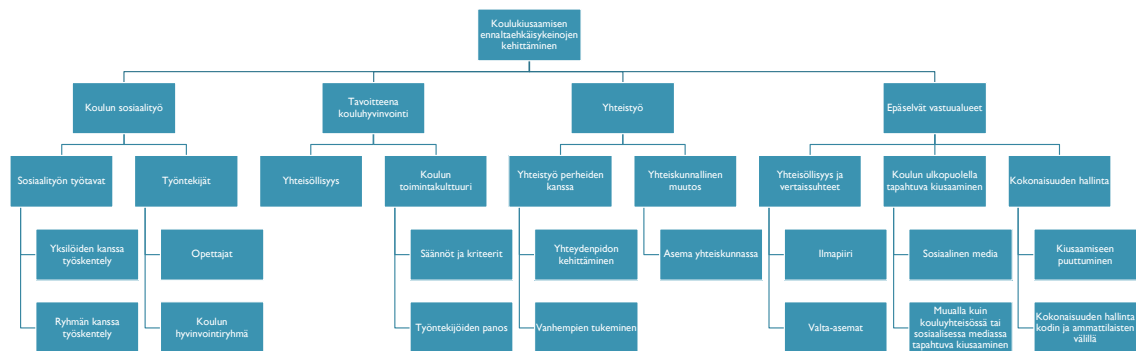 Koulukiusaamisen
ennaltaehkäisykeinojen
kehittäminen
Koulun sosiaalityö
Tavoitteena
kouluhyvinvointi
Yhteistyö
Epäselvät vastuualueet
Sosiaalityön työtavat
Työntekijät
Yhteisöllisyys
Koulun
toimintakulttuuri
Yhteistyö perheiden
kanssa
Yhteiskunnallinen
muutos
Yhteisöllisyys ja
vertaissuhteet
Koulun ulkopuolella
tapahtuva kiusaaminen
Kokonaisuuden hallinta
Yksilöiden kanssa
työskentely
Opettajat
Säännöt ja kriteerit
Yhteydenpidon
kehittäminen
Asema yhteiskunnassa
Ilmapiiri
Sosiaalinen media
Kiusaamiseen
puuttuminen
Ryhmän kanssa
työskentely
Koulun
hyvinvointiryhmä
Työntekijöiden panos
Vanhempien tukeminen
Valta-asemat
Muualla kuin
kouluyhteisössä tai
sosiaalisessa mediassa
tapahtuva kiusaaminen
Kokonaisuuden hallinta
kodin ja ammattilaisten
välillä